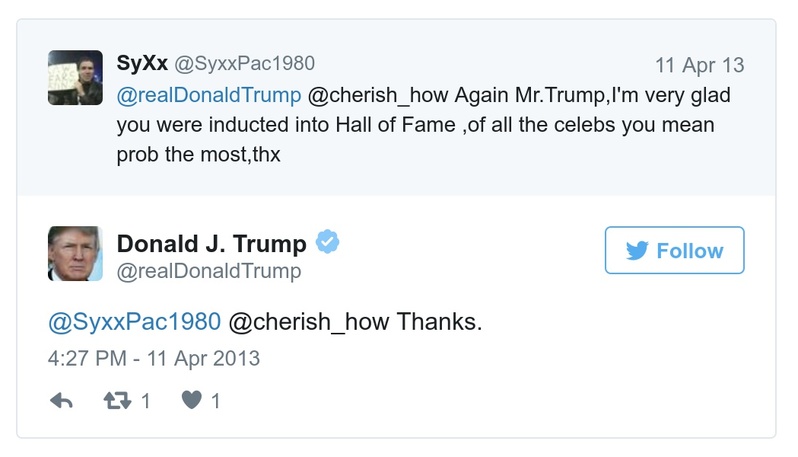 SyXx @SyxxPac1980 11 Apr 13
@realDonaldTrump @cherish_how Again Mr.Trump,I'm very glad
you were inducted into Hall of Fame ,of all the celebs you mean
prob the most,thx
Donald J. Trump
@realDonaldTrump
Follow
@SyxxPac1980 @cherish_how Thanks.
4:27 PM - 11 Apr 2013
1 1